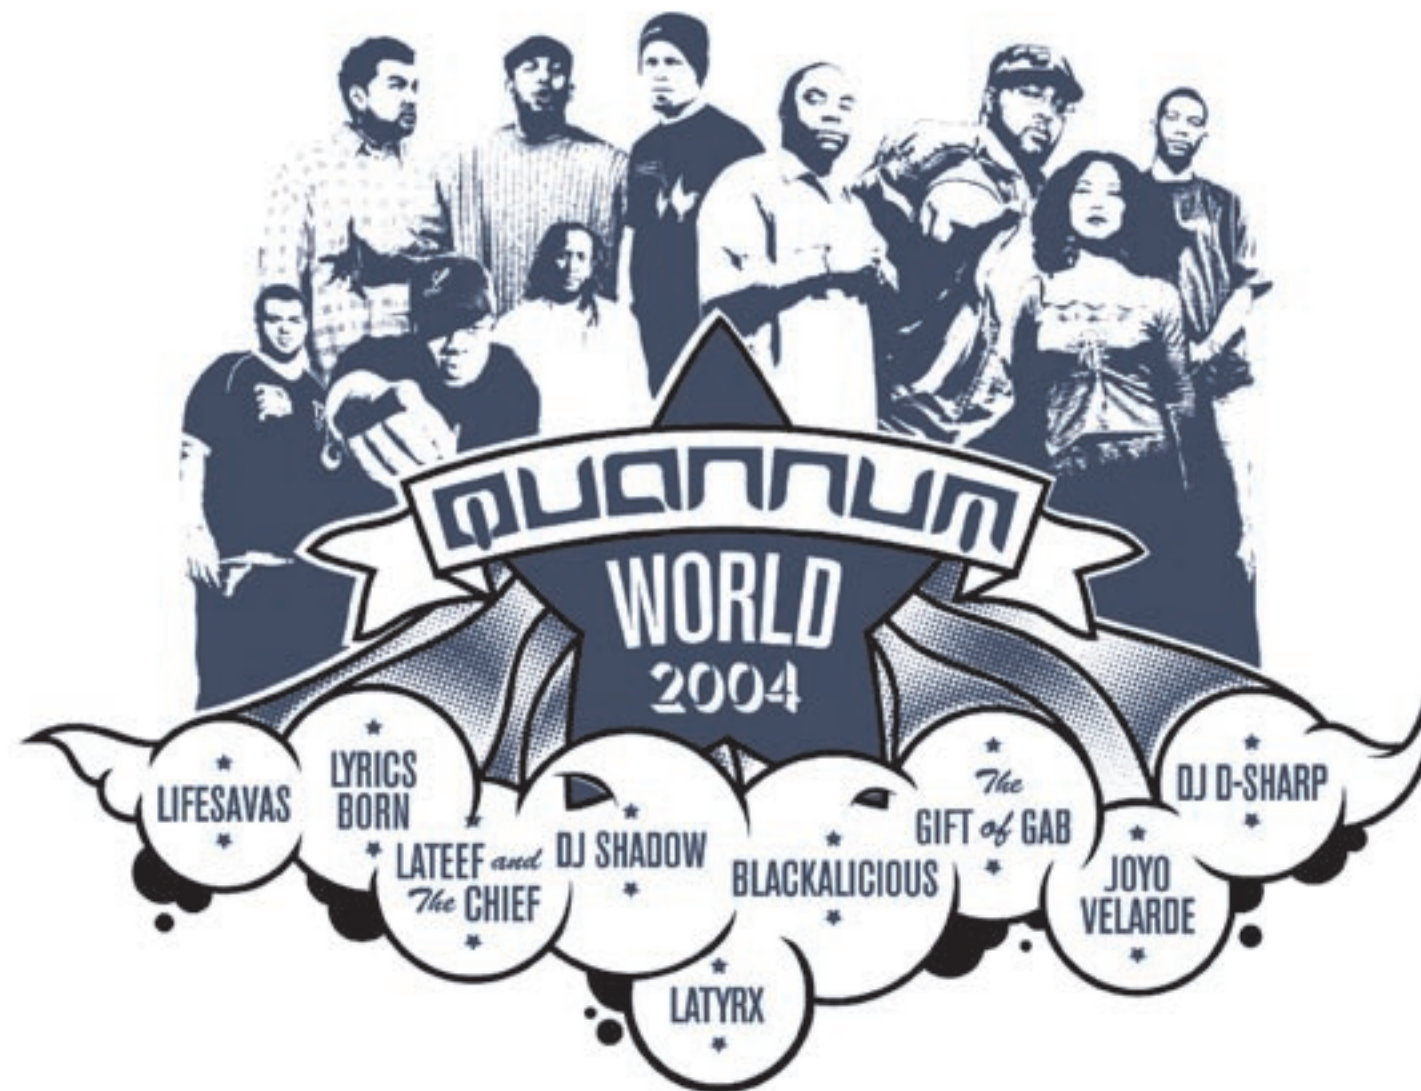 QUANNUM
WORLD
2004
LIFESAVAS
LYRICS
BORN
LATEEF and
The CHIEF
DJ SHADOW
LATYRX
BLACKALICIOUS
The
GIFT of GAB
JOYO
VELARDE
DJ D-SHARP